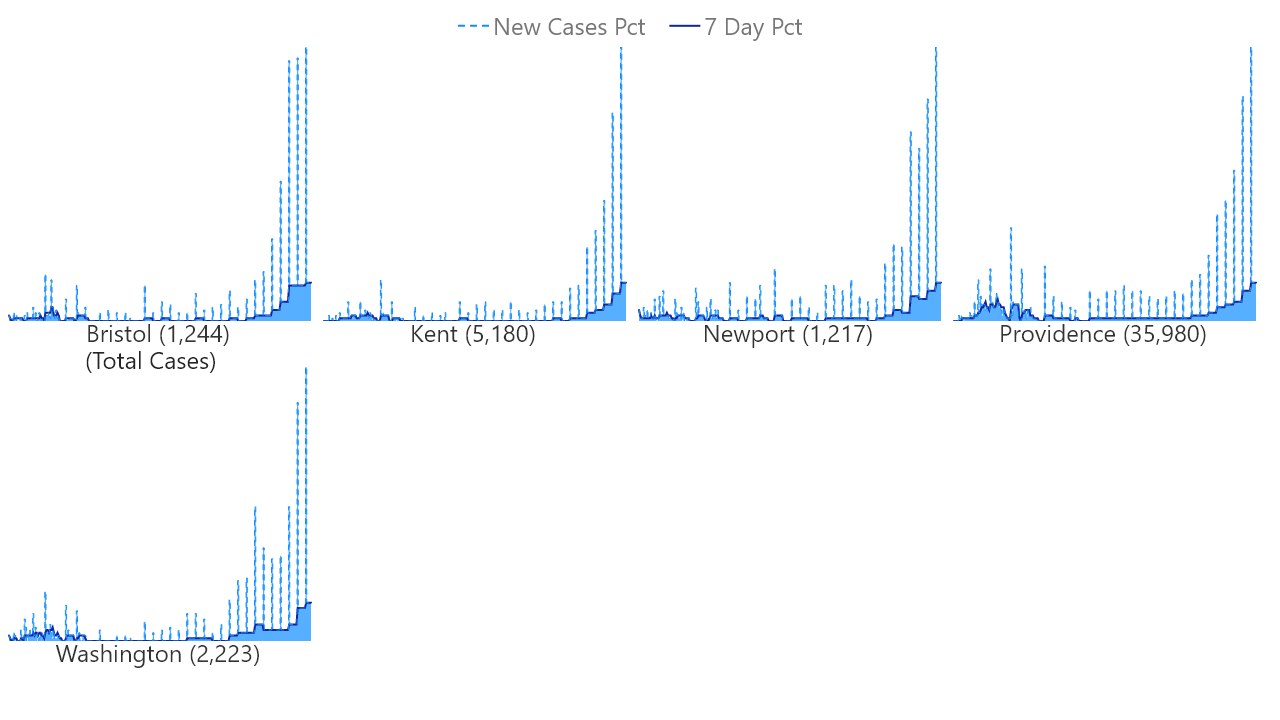 New Cases Pct 7 Day Pct
Bristol (1,244)
(Total Cases)
Kent (5,180)
Newport (1,217)
Providence (35,980)
Washington (2,223)